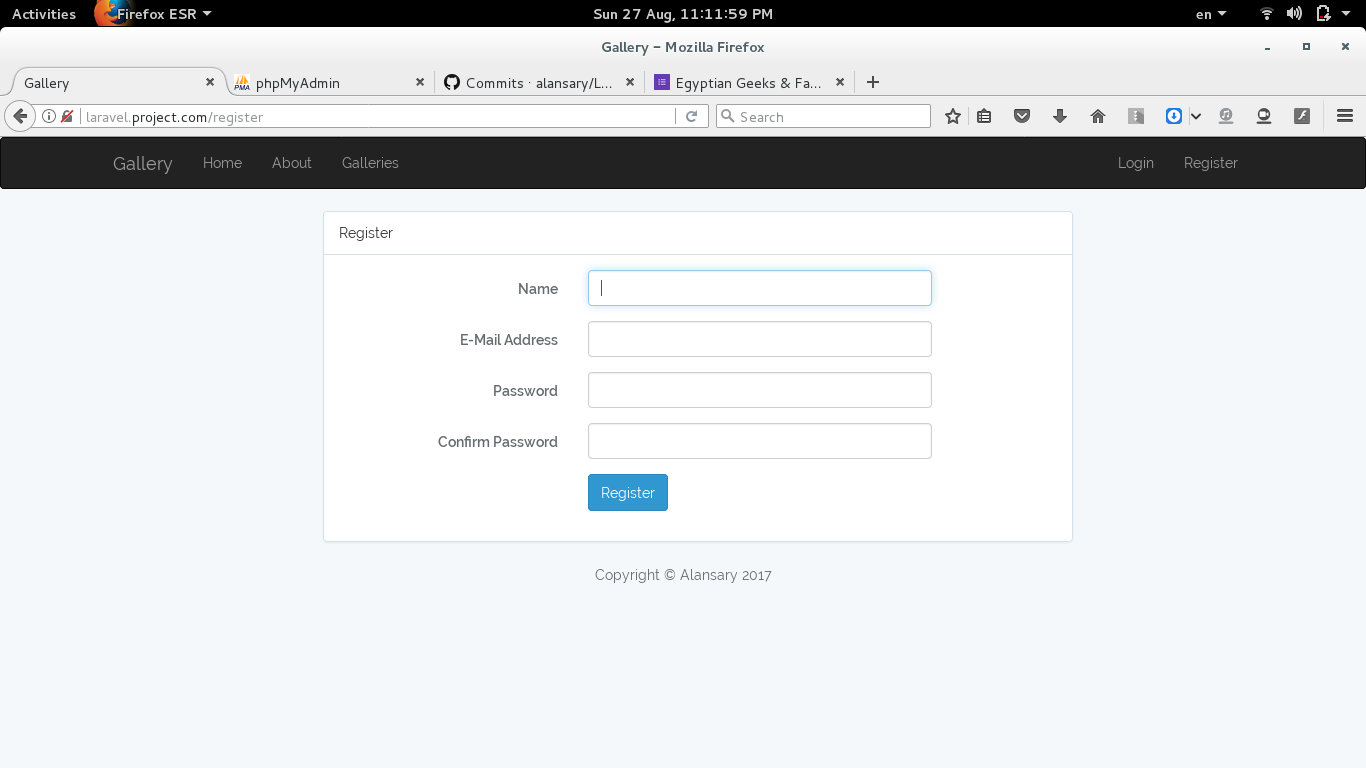 Activities Firefox ESR Sun 27 Aug, 11:11:59 PM en
Gallery – Mozilla Firefox
Gallery phpMyAdmin Commits · alansary/L... Egyptian Geeks & Fa...
laravel.project.com/register Search
Gallery Home About Galleries Login Register
Register
Name
E-Mail Address
Password
Confirm Password
Register
Copyright © Alansary 2017